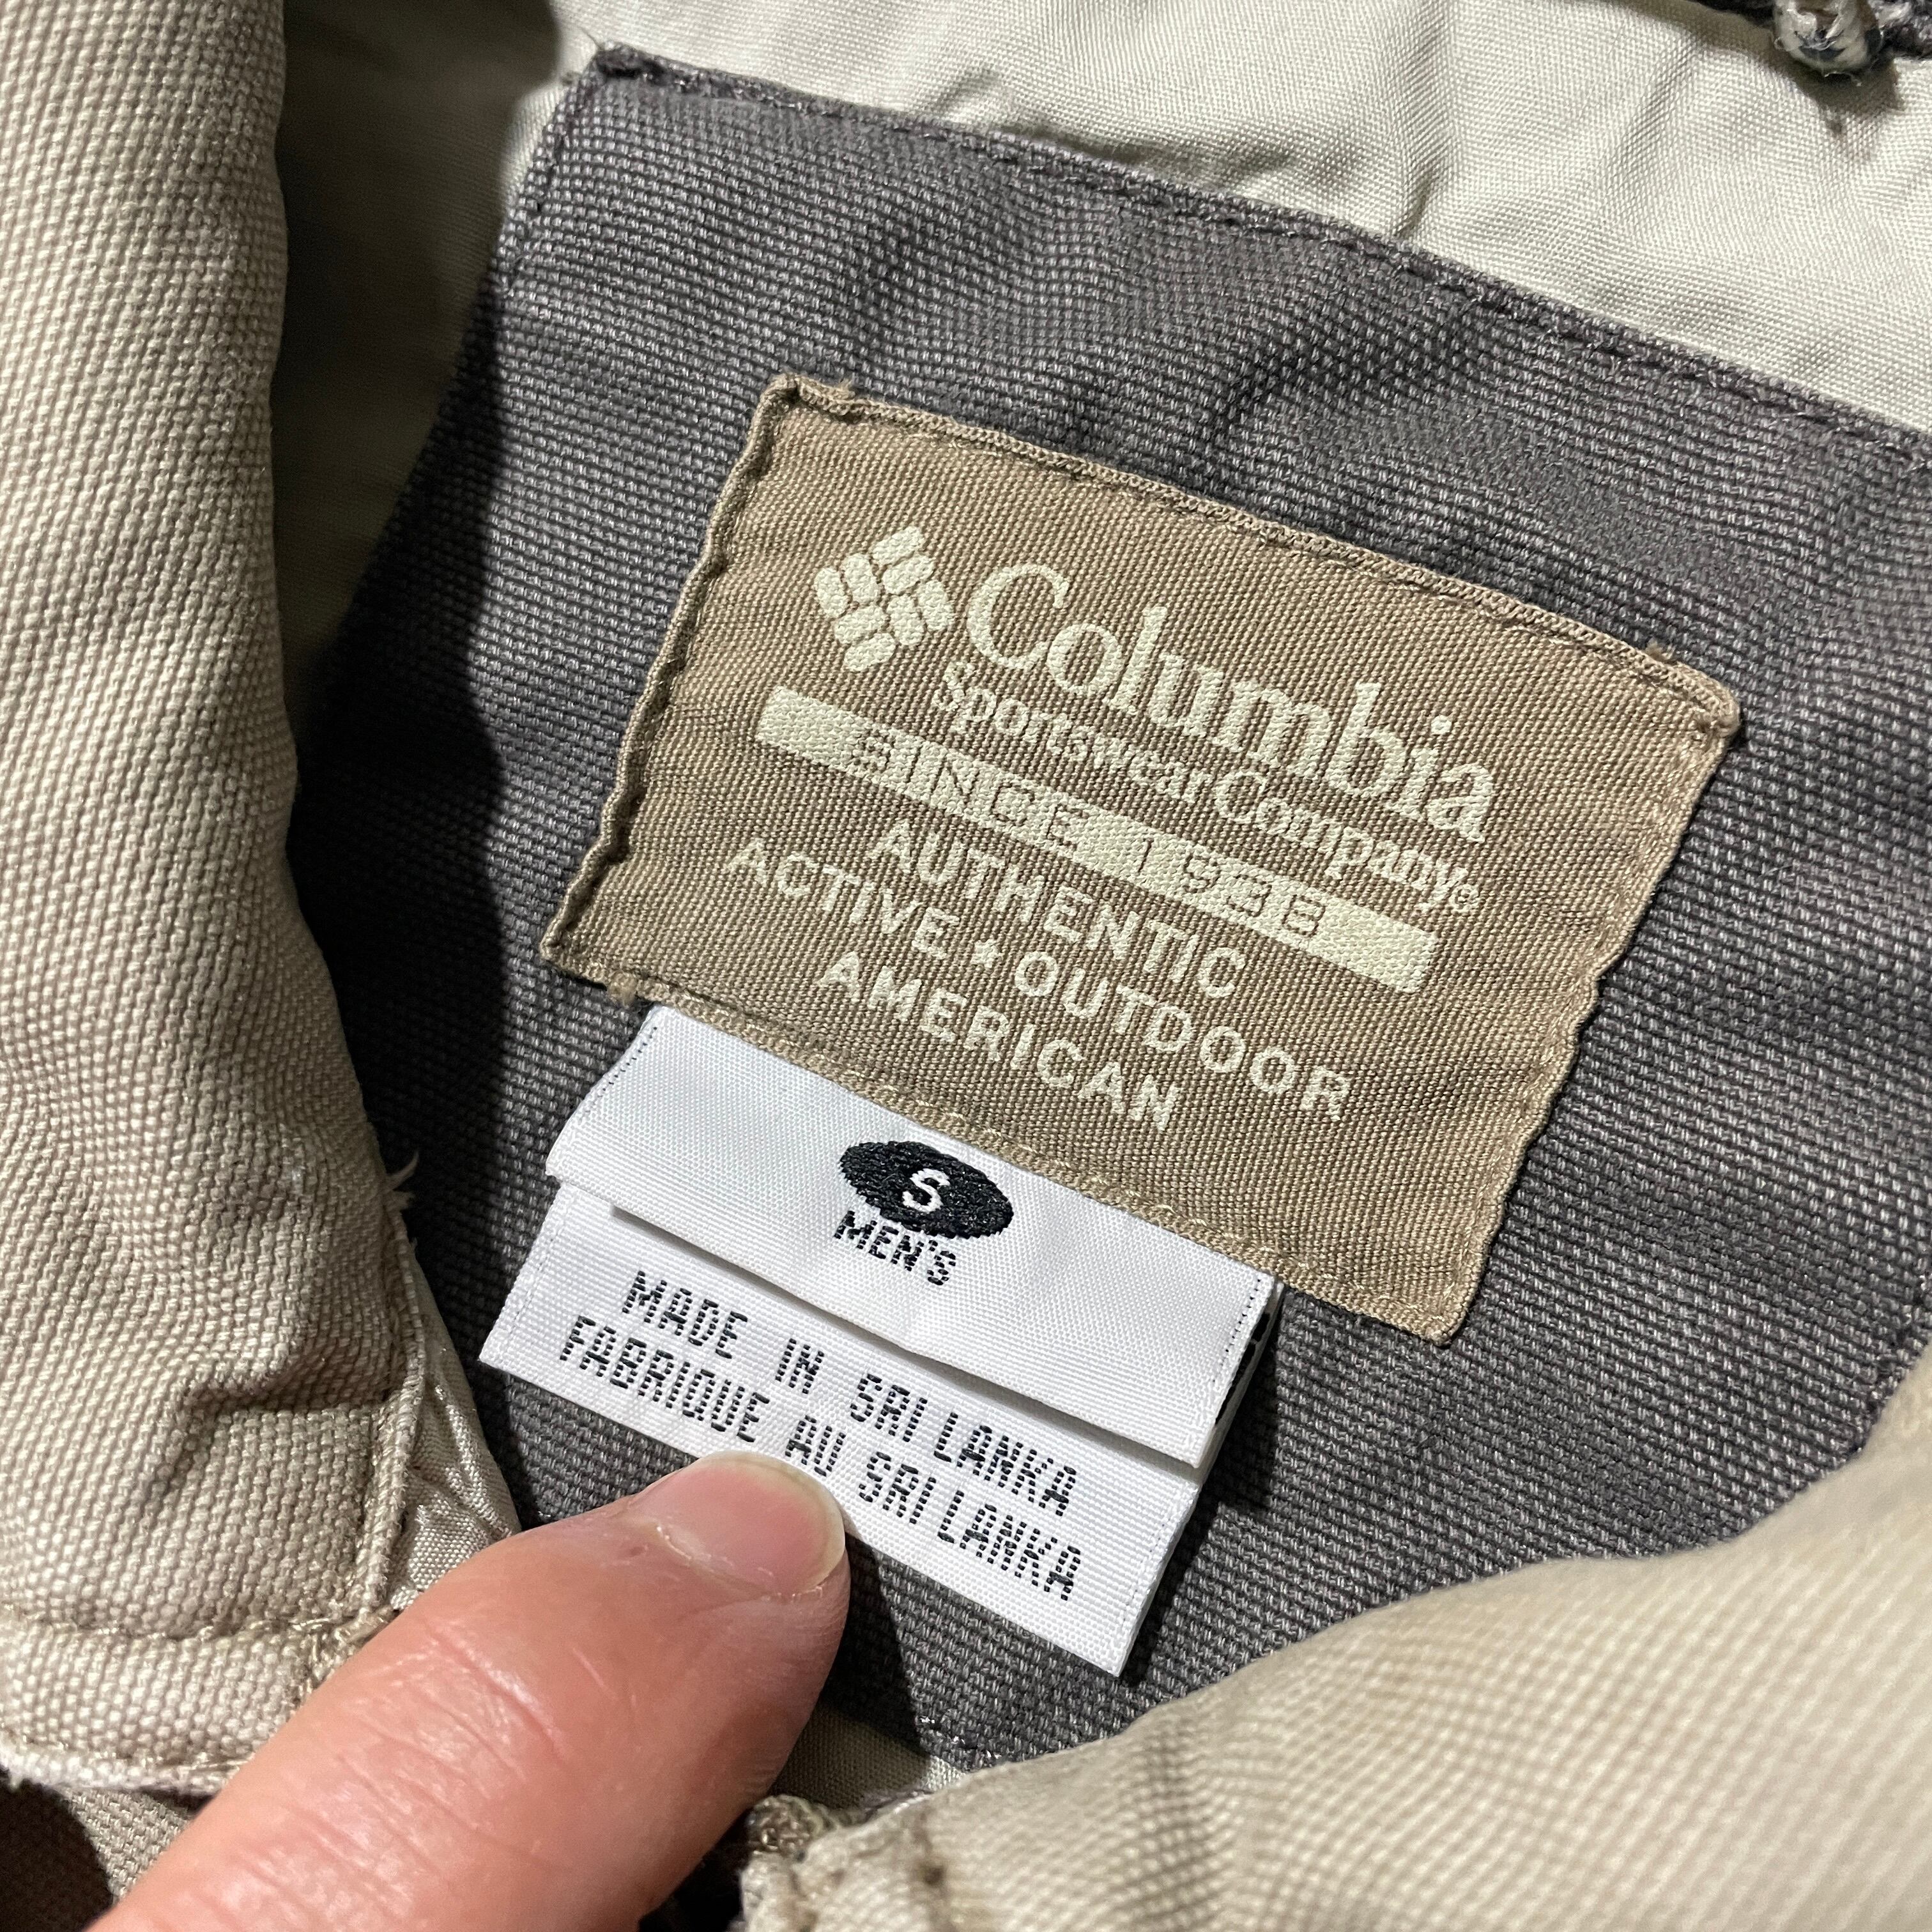 Columbia
Sportswear Company®
SINCE 1938
AUTHENTIC
ACTIVE★OUTDOOR
AMERICAN
S
MEN'S
MADE IN SRI LANKA
FABRIQUE AU SRI LANKA